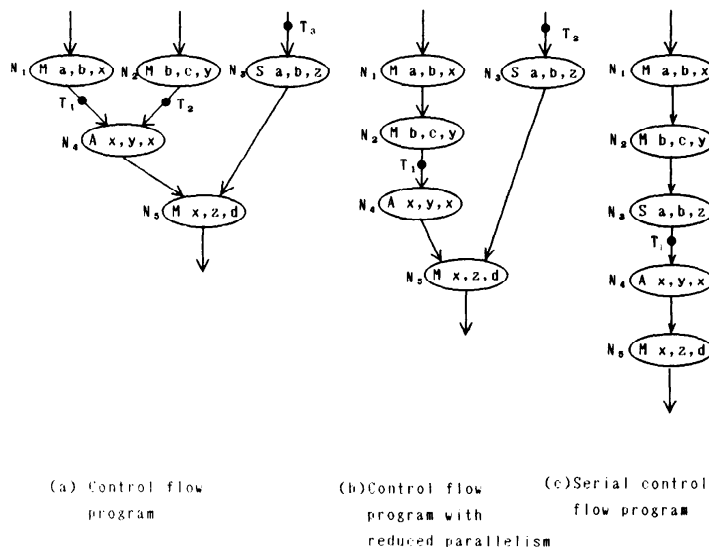 T₃
T₂
N₁ M a,b,x
N₂ M b,c,y
N₃ S a,b,z
T₁
T₂
N₄ A x,y,x
N₅ M x,z,d
N₁ M a,b,x
N₃ S a,b,z
N₂ M b,c,y
T₁
N₄ A x,y,x
N₅ M x,z,d
N₁ M a,b,x
N₂ M b,c,y
N₃ S a,b,z
T₁
N₄ A x,y,x
N₅ M x,z,d
(a) Control flow
program
(b)Control flow
program with
reduced parallelism
(c)Serial control
flow program